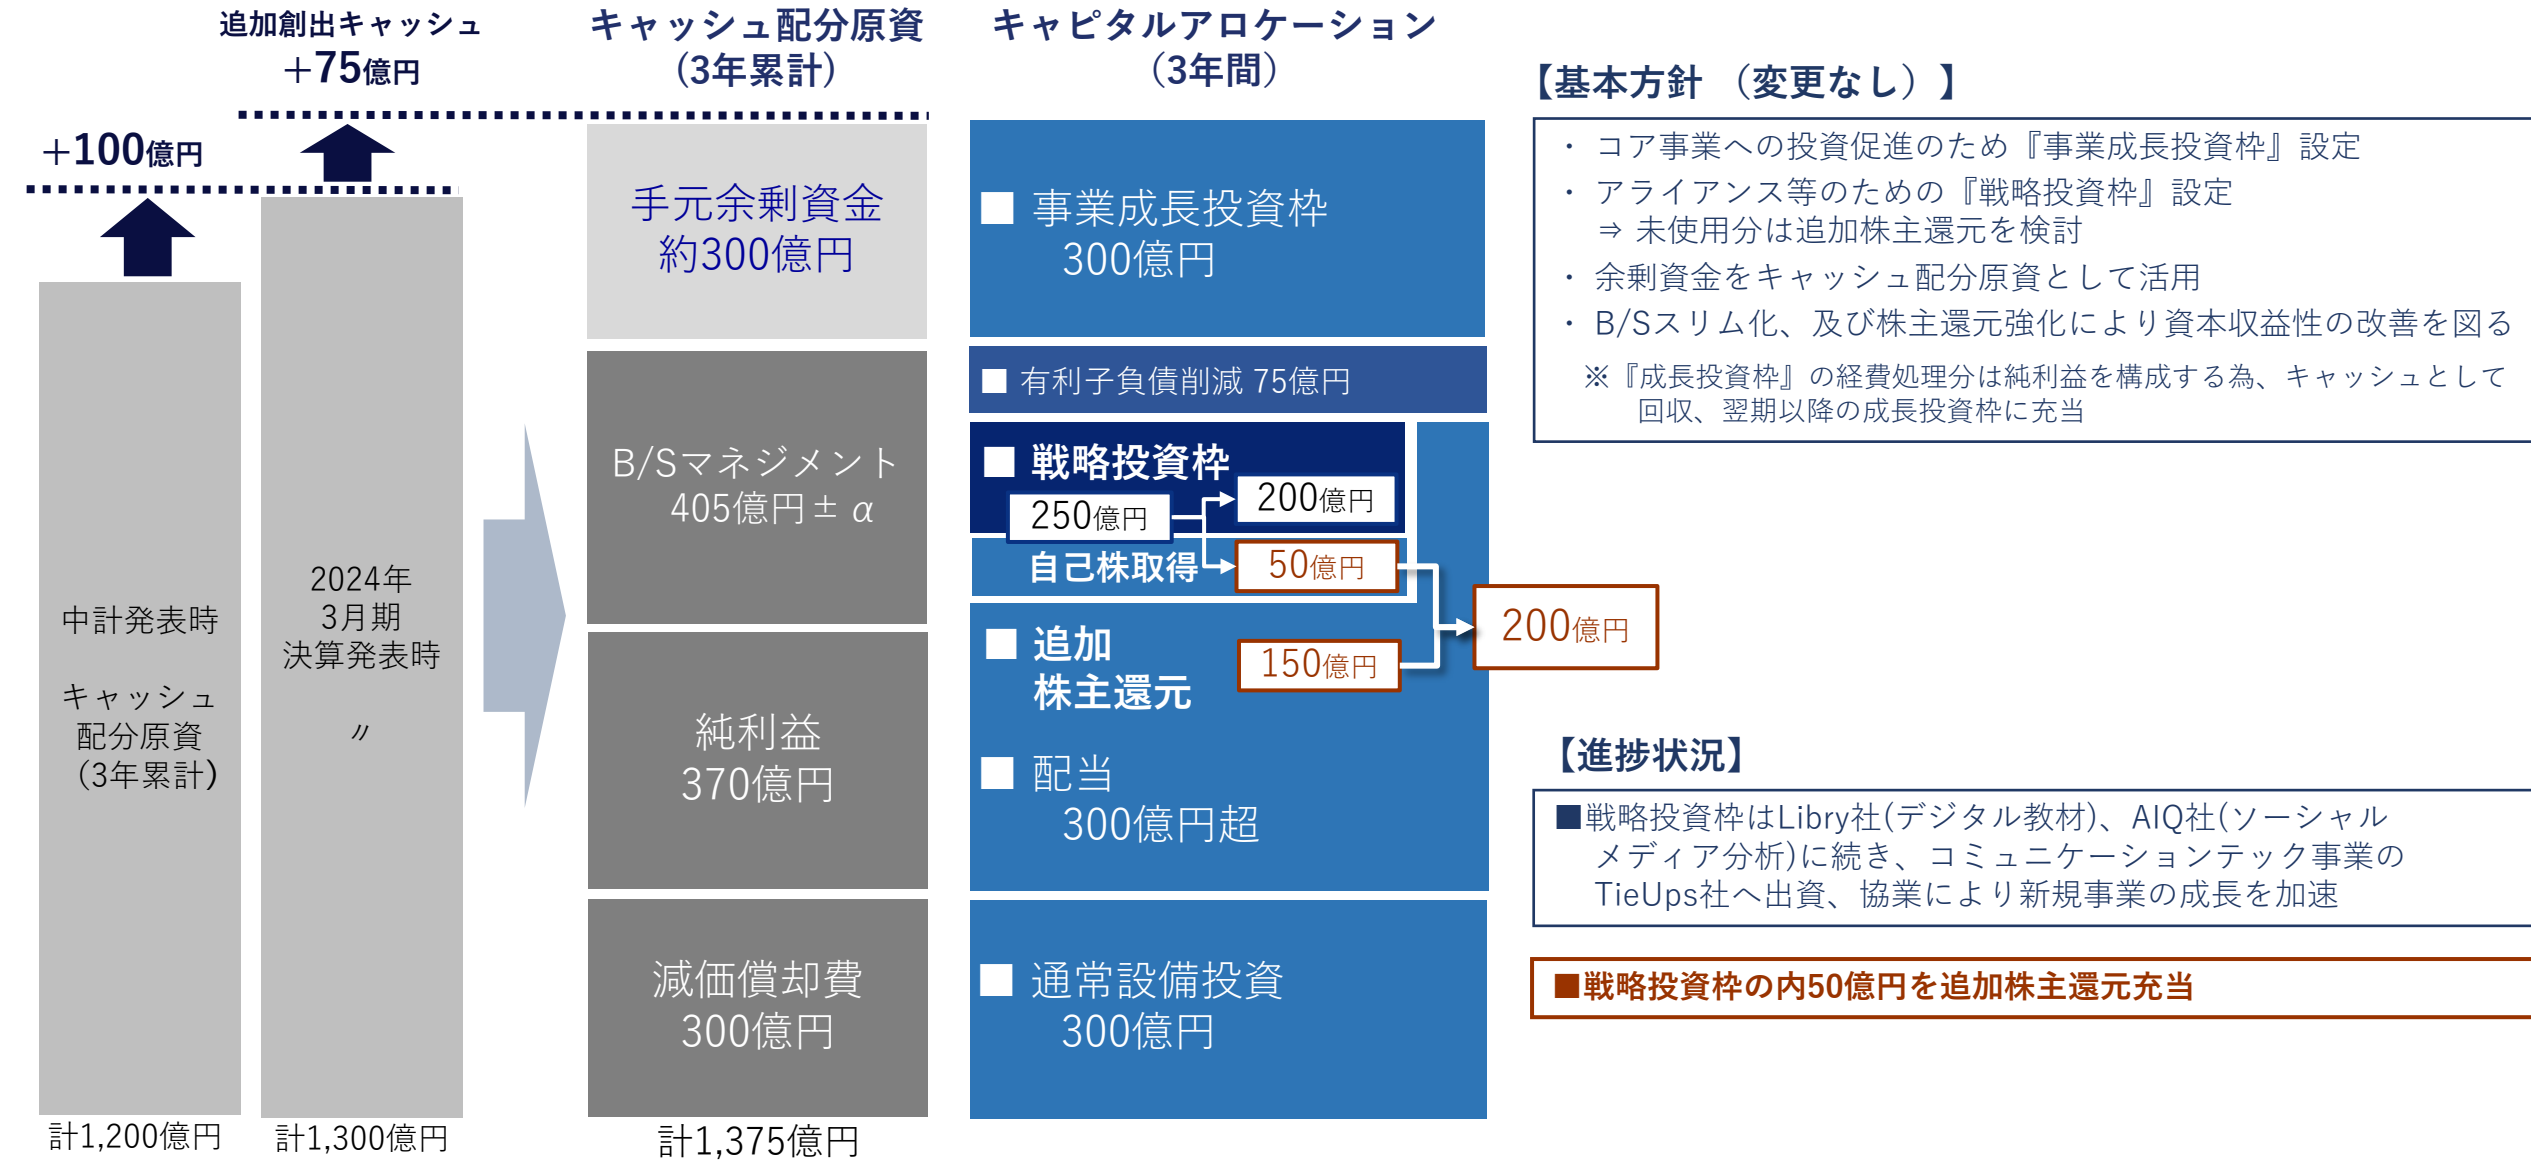 追加創出キャッシュ
＋75億円
＋100億円
中計発表時
キャッシュ
配分原資
（3年累計）
計1,200億円
2024年
3月期
決算発表時
〃
計1,300億円
キャッシュ配分原資
（3年累計）
手元余剰資金
約300億円
B/Sマネジメント
405億円± α
純利益
370億円
減価償却費
300億円
計1,375億円
キャピタルアロケーション
（3年間）
■ 事業成長投資枠
300億円
■ 有利子負債削減 75億円
■ 戦略投資枠
250億円
200億円
自己株取得
50億円
■ 追加
株主還元
150億円
200億円
■ 配当
300億円超
■ 通常設備投資
300億円
【基本方針 （変更なし）】
・ コア事業への投資促進のため『事業成長投資枠』設定
・ アライアンス等のための『戦略投資枠』設定
⇒ 未使用分は追加株主還元を検討
・ 余剰資金をキャッシュ配分原資として活用
・ B/Sスリム化、及び株主還元強化により資本収益性の改善を図る
※『成長投資枠』の経費処理分は純利益を構成する為、キャッシュとして
回収、翌期以降の成長投資枠に充当
【進捗状況】
■戦略投資枠はLibry社(デジタル教材)、AIQ社(ソーシャル
メディア分析)に続き、コミュニケーションテック事業の
TieUps社へ出資、協業により新規事業の成長を加速
■戦略投資枠の内50億円を追加株主還元充当